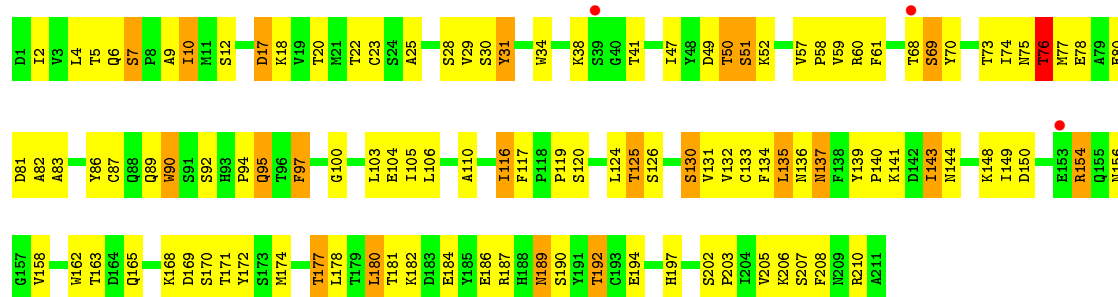 D1 I2 V3 L4 T5 Q6 S7 P8 A9 I10 M11 S12 D17 K18 V19 T20 M21 T22 C23 S24 A25 S28 V29 S30 Y31 W34 K38 S39 G40 T41 I47 Y48 D49 T50 S51 K52 V57 P58 V59 R60 F61 T68 S69 Y70 T73 I74 N75 T76 M77 E78 A79 E80
D81 A82 A83 Y86 C87 Q88 Q89 W90 S91 S92 H93 P94 Q95 T96 F97 G100 L103 E104 I105 L106 A110 I116 F117 P118 P119 S120 L124 T125 S126 S130 V131 V132 C133 F134 L135 N136 N137 F138 Y139 P140 K141 D142 I143 N144 K148 I149 D150 E153 R154 Q155 N156
G157 V158 W162 T163 D164 Q165 K168 D169 S170 T171 Y172 S173 M174 T177 L178 T179 L180 T181 K182 D183 E184 Y185 E186 R187 H188 N189 S190 Y191 T192 C193 E194 H197 S202 P203 I204 V205 K206 S207 F208 N209 R210 A211